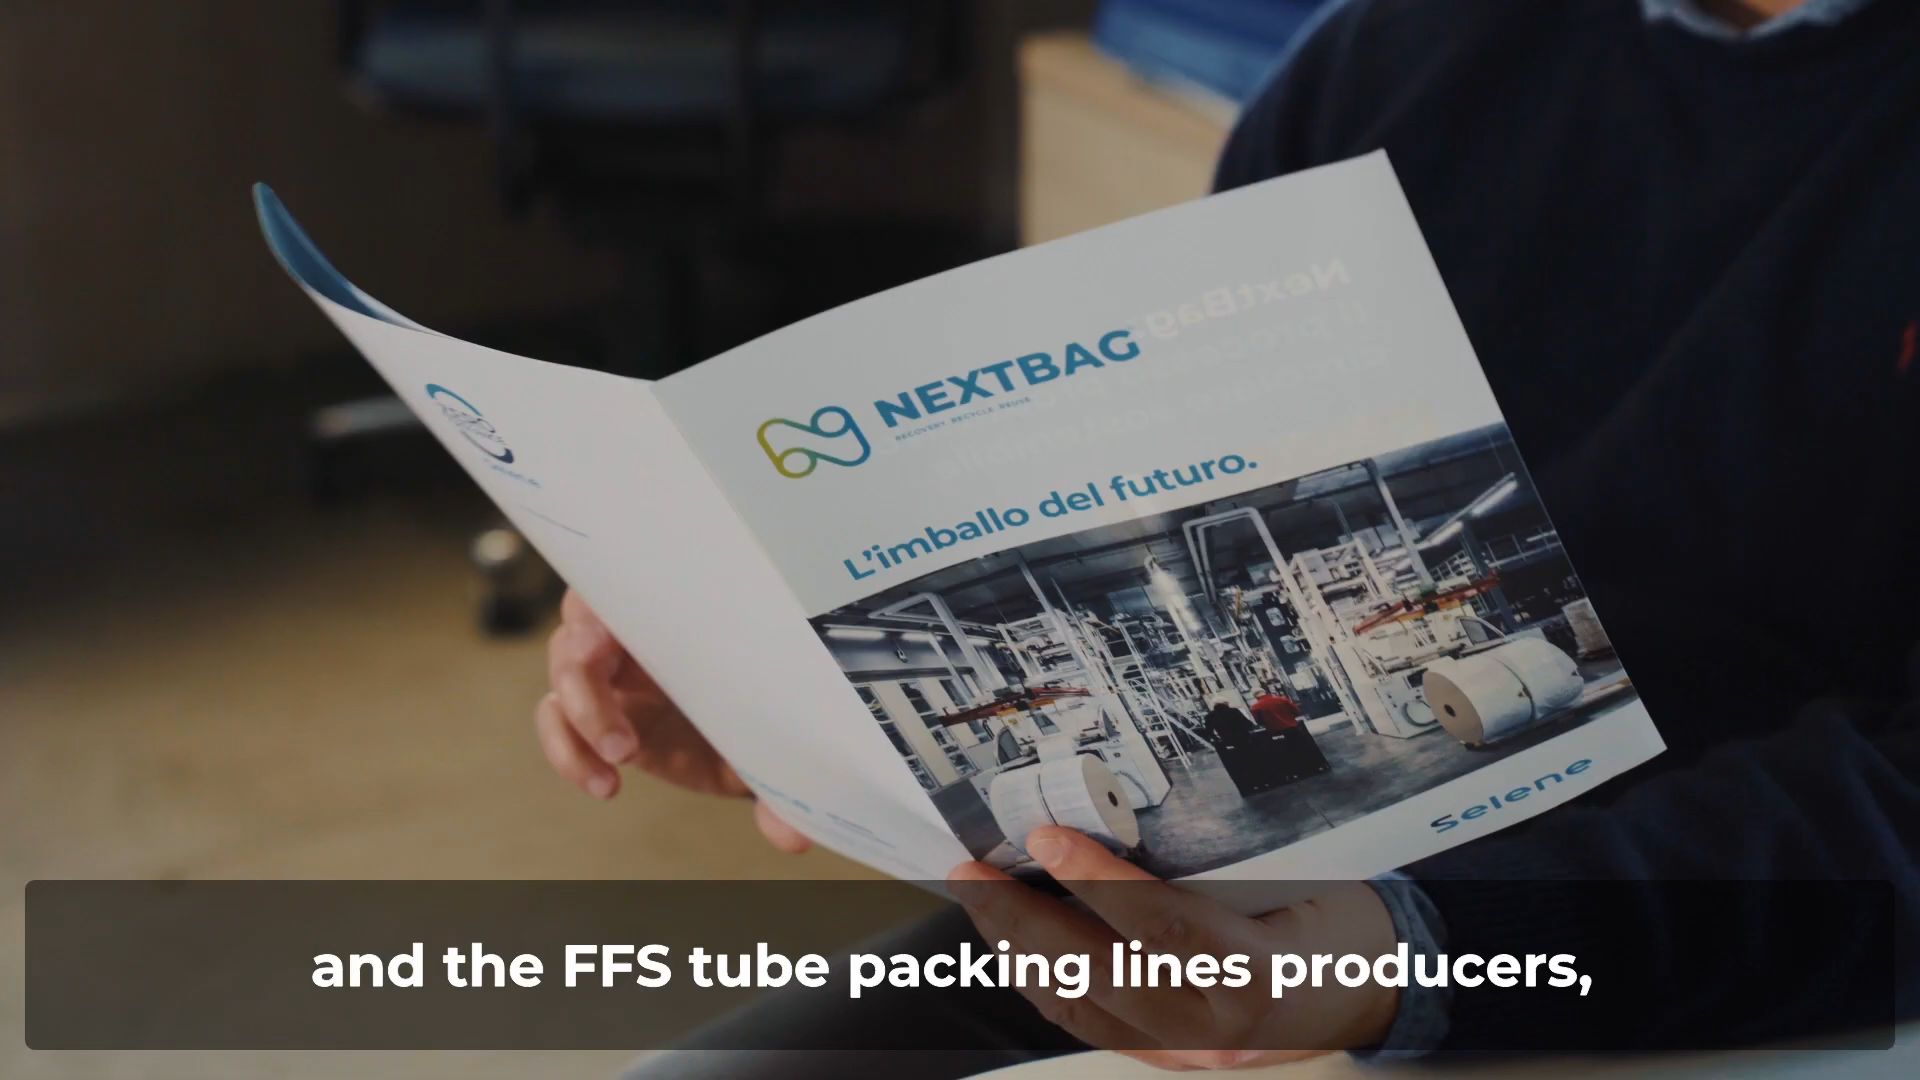 NEXTBAG
RECOVERY. RECYCLE. REUSE.
L'imballo del futuro.
selene
and the FFS tube packing lines producers,